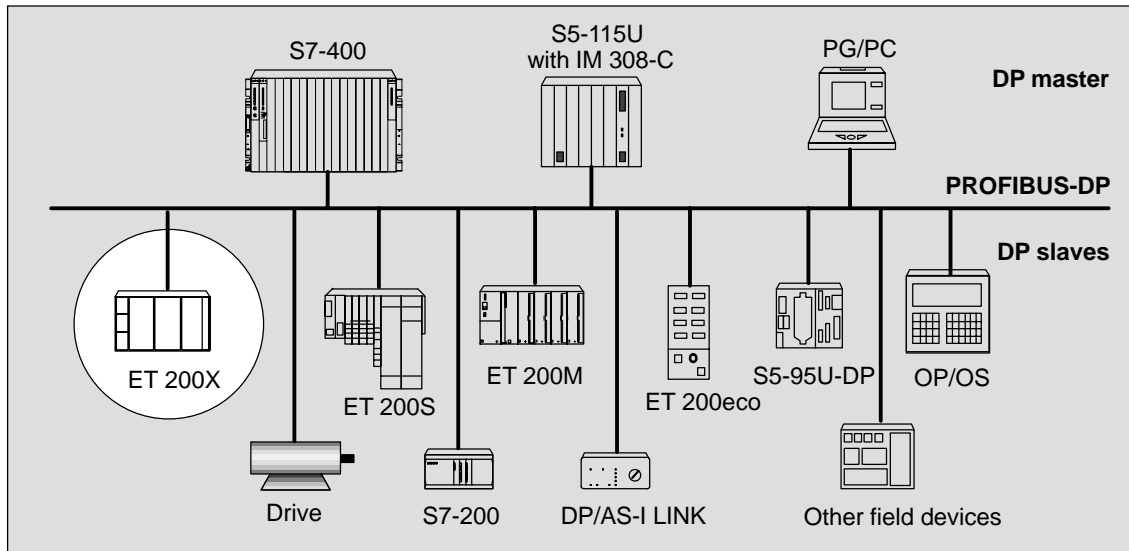 S7-400
S5-115U
with IM 308-C
PG/PC
DP master
PROFIBUS-DP
DP slaves
ET 200X
ET 200S
ET 200M
ET 200eco
S5-95U-DP
OP/OS
Drive
S7-200
DP/AS-I LINK
Other field devices